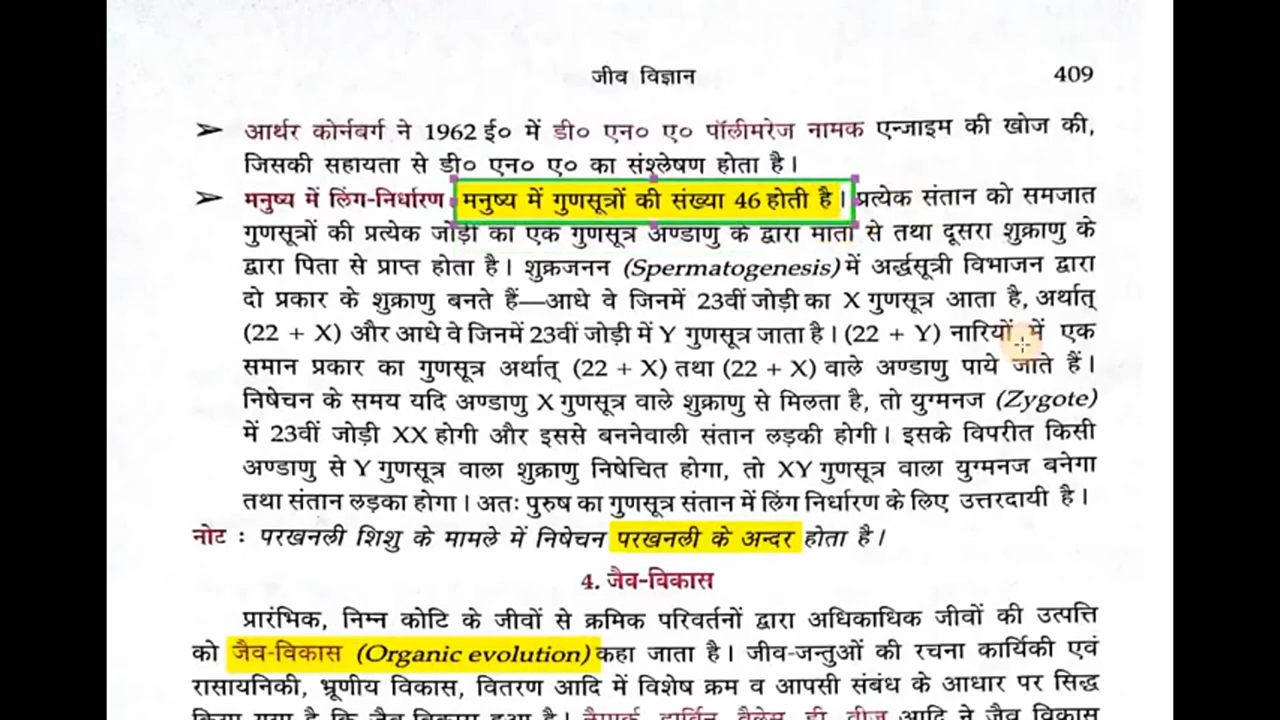 जीव विज्ञान 409
➢ आर्थर कोर्नबर्ग ने 1962 ई० में डी० एन० ए० पॉलीमरेज नामक एन्जाइम की खोज की,
जिसकी सहायता से डी० एन० ए० का संश्लेषण होता है।
➢ मनुष्य में लिंग-निर्धारण मनुष्य में गुणसूत्रों की संख्या 46 होती है। प्रत्येक संतान को समजात
गुणसूत्रों की प्रत्येक जोड़ी का एक गुणसूत्र अण्डाणु के द्वारा माता से तथा दूसरा शुक्राणु के
द्वारा पिता से प्राप्त होता है। शुक्रजनन (Spermatogenesis) में अर्द्धसूत्री विभाजन द्वारा
दो प्रकार के शुक्राणु बनते हैं—आधे वे जिनमें 23वीं जोड़ी का X गुणसूत्र आता है, अर्थात्
(22 + X) और आधे वे जिनमें 23वीं जोड़ी में Y गुणसूत्र जाता है। (22 + Y) नारियों में एक
समान प्रकार का गुणसूत्र अर्थात् (22 + X) तथा (22 + X) वाले अण्डाणु पाये जाते हैं।
निषेचन के समय यदि अण्डाणु X गुणसूत्र वाले शुक्राणु से मिलता है, तो युग्मनज (Zygote)
में 23वीं जोड़ी XX होगी और इससे बननेवाली संतान लड़की होगी। इसके विपरीत किसी
अण्डाणु से Y गुणसूत्र वाला शुक्राणु निषेचित होगा, तो XY गुणसूत्र वाला युग्मनज बनेगा
तथा संतान लड़का होगा। अतः पुरुष का गुणसूत्र संतान में लिंग निर्धारण के लिए उत्तरदायी है।
नोट : परखनली शिशु के मामले में निषेचन परखनली के अन्दर होता है।
4. जैव-विकास
प्रारंभिक, निम्न कोटि के जीवों से क्रमिक परिवर्तनों द्वारा अधिकाधिक जीवों की उत्पत्ति
को जैव-विकास (Organic evolution) कहा जाता है। जीव-जन्तुओं की रचना कार्यिकी एवं
रासायनिकी, भ्रूणीय विकास, वितरण आदि में विशेष क्रम व आपसी संबंध के आधार पर सिद्ध
किया गया है कि जैव विकास हुआ है। लैमार्क, डार्विन, वैलेस, डी. वीज आदि ने जैव विकास